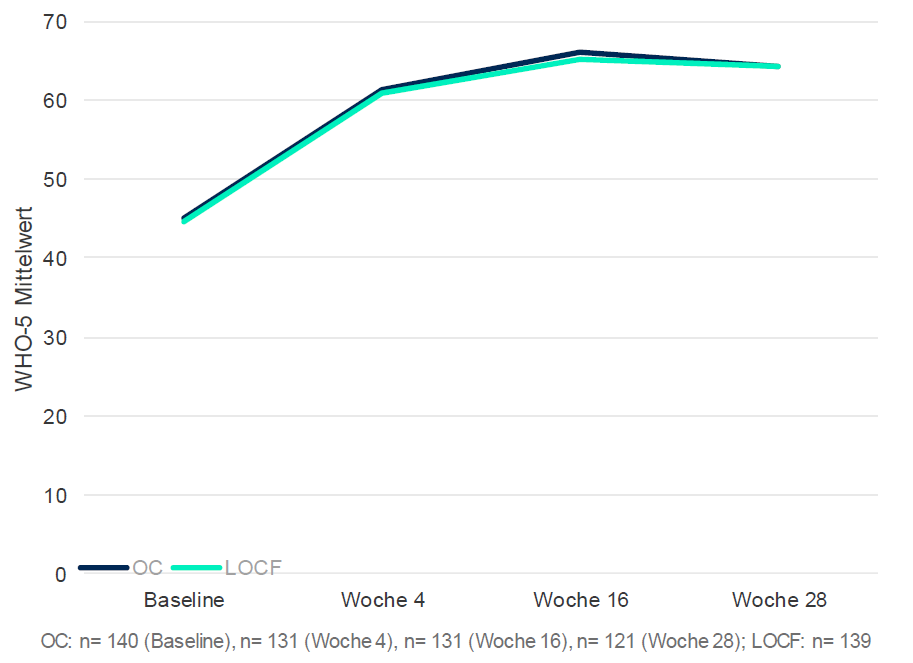 70
60
50
40
30
20
10
0
WHO-5 Mittelwert
OC LOCF
Baseline Woche 4 Woche 16 Woche 28
OC: n= 140 (Baseline), n= 131 (Woche 4), n= 131 (Woche 16), n= 121 (Woche 28); LOCF: n= 139